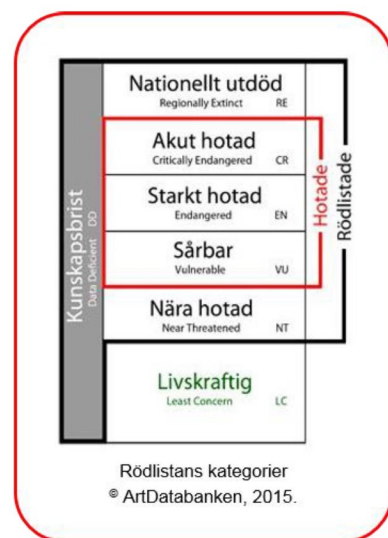 Kunskapsbrist
Data Deficient DD
Nationellt utdöd
Regionally Extinct RE
Akut hotad
Critically Endangered CR
Starkt hotad
Endangered EN
Sårbar
Vulnerable VU
Nära hotad
Near Threatened NT
Livskraftig
Least Concern LC
Hotade
Rödlistade
Rödlistans kategorier
© ArtDatabanken, 2015.